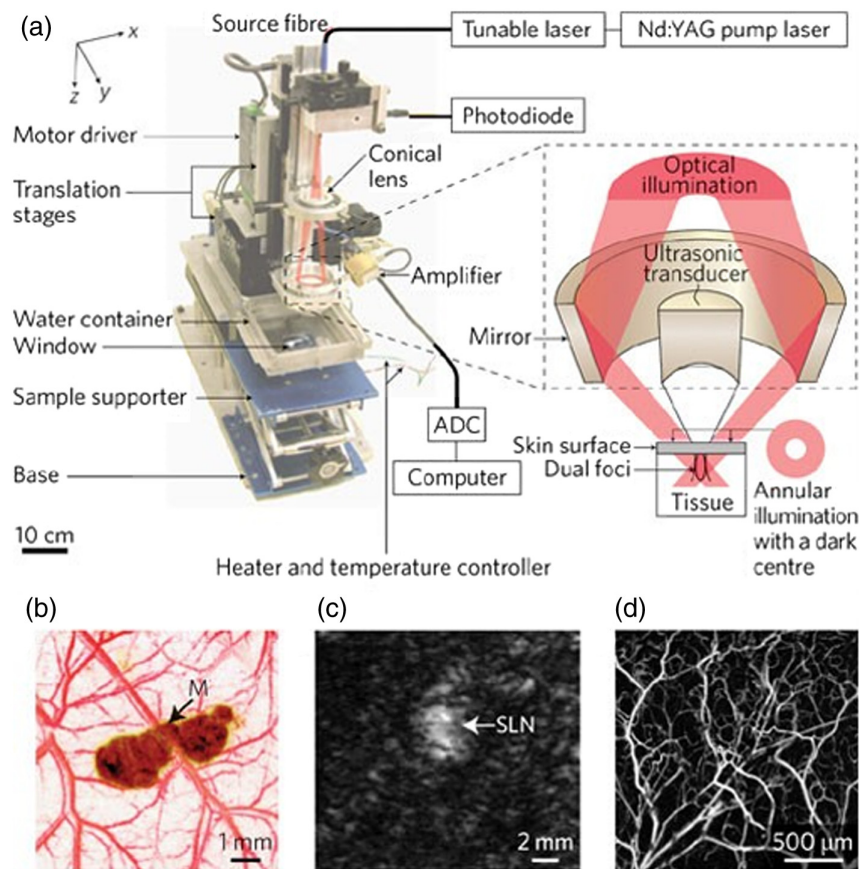 (a)
x
y
z
Source fibre
Tunable laser
Nd:YAG pump laser
Motor driver
Photodiode
Translation
stages
Conical
lens
Optical
illumination
Ultrasonic
transducer
Amplifier
Water container
Window
Mirror
Sample supporter
ADC
Skin surface
Dual foci
Computer
Base
Tissue
Annular
illumination
with a dark
centre
10 cm
Heater and temperature controller
(b)
(c)
(d)
M
SLN
1 mm
2 mm
500 µm